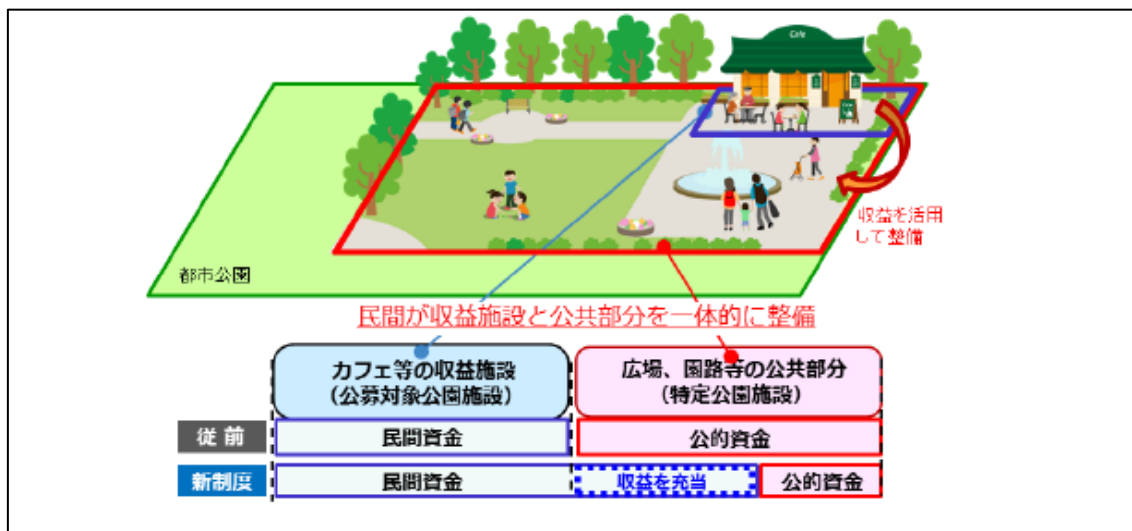 Cafe
収益を活用
して整備
都市公園
民間が収益施設と公共部分を一体的に整備
カフェ等の収益施設
(公募対象公園施設)
広場、園路等の公共部分
(特定公園施設)
従前
民間資金
公的資金
新制度
民間資金
収益を充当
公的資金